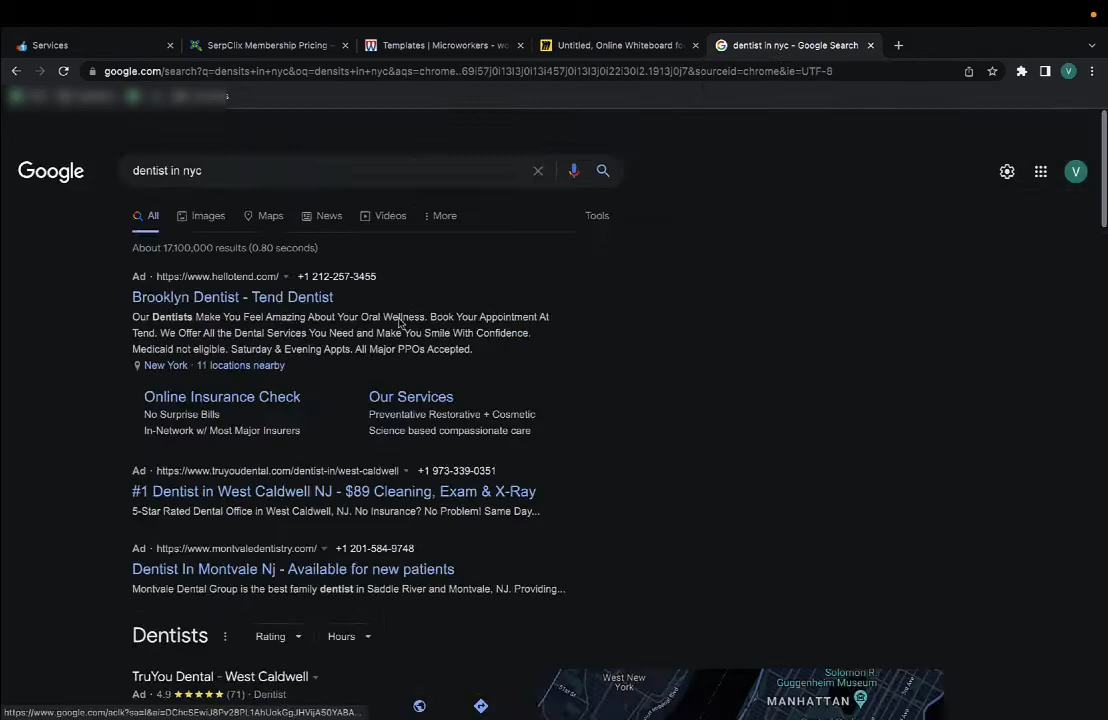 Services
SerpClix Membership Pricing -
Templates | Microworkers - wo
Untitled, Online Whiteboard fo
dentist in nyc - Google Search
google.com/search?q=densits+in+nyc&oq=densits+in+nyc&aqs=chrome..69i57j0i13l3j0i13i457j0i13l3j0i22i30i2.1913j0j7&sourceid=chrome&ie=UTF-8
V
Google
dentist in nyc
V
All
Images
Maps
News
Videos
More
Tools
About 17,100,000 results (0.80 seconds)
Ad · https://www.hellotend.com/ +1 212-257-3455
Brooklyn Dentist - Tend Dentist
Our Dentists Make You Feel Amazing About Your Oral Wellness. Book Your Appointment At
Tend. We Offer All the Dental Services You Need and Make You Smile With Confidence.
Medicaid not eligible. Saturday & Evening Appts. All Major PPOs Accepted.
New York · 11 locations nearby
Online Insurance Check
No Surprise Bills
In-Network w/ Most Major Insurers
Our Services
Preventative Restorative + Cosmetic
Science based compassionate care
Ad · https://www.truyoudental.com/dentist-in/west-caldwell +1 973-339-0351
#1 Dentist in West Caldwell NJ - $89 Cleaning, Exam & X-Ray
5-Star Rated Dental Office in West Caldwell, NJ. No Insurance? No Problem! Same Day...
Ad · https://www.montvaledentistry.com/ +1 201-584-9748
Dentist In Montvale Nj - Available for new patients
Montvale Dental Group is the best family dentist in Saddle River and Montvale, NJ. Providing...
Dentists
Rating
Hours
TruYou Dental - West Caldwell
Ad · 4.9 (71) · Dentist
West New
York
Solomon R.
Guggenheim Museum
MANHATTAN